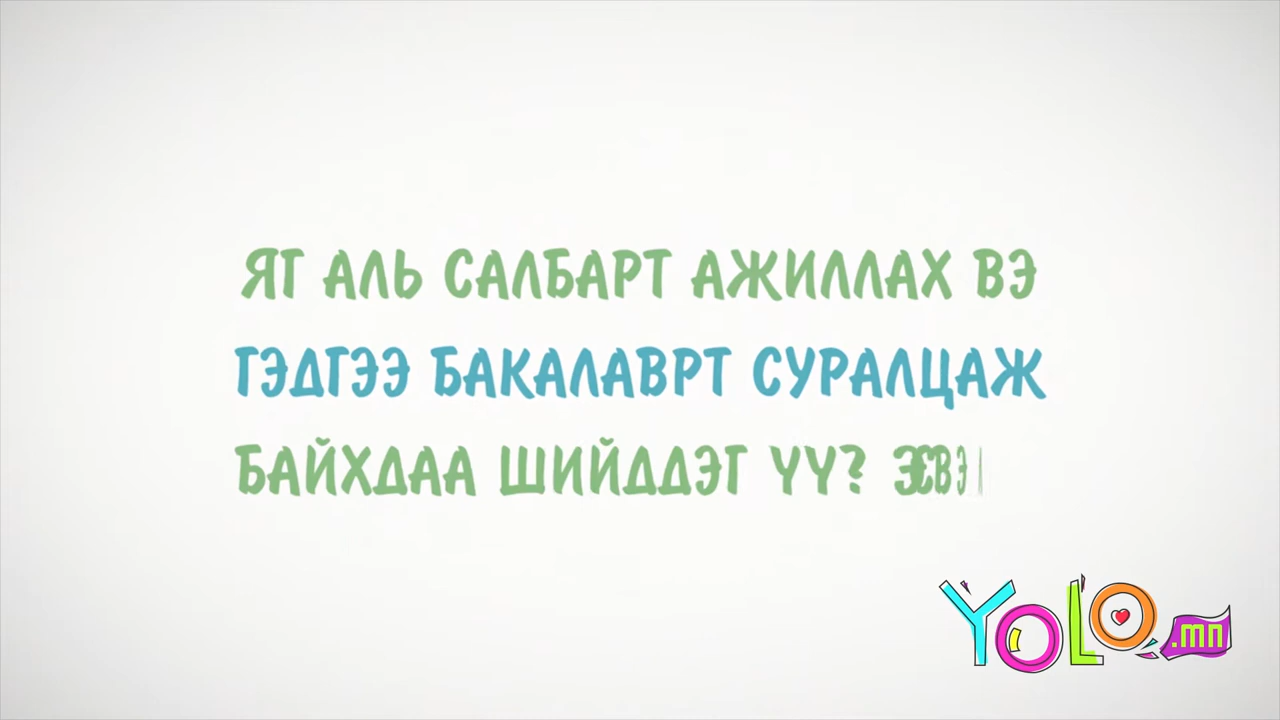 ЯГ АЛЬ САЛБАРТ АЖИЛЛАХ ВЭ
ГЭДГЭЭ БАКАЛАВРТ СУРАЛЦАЖ
БАЙХДАА ШИЙДДЭГ ҮҮ?
YOLO.mn